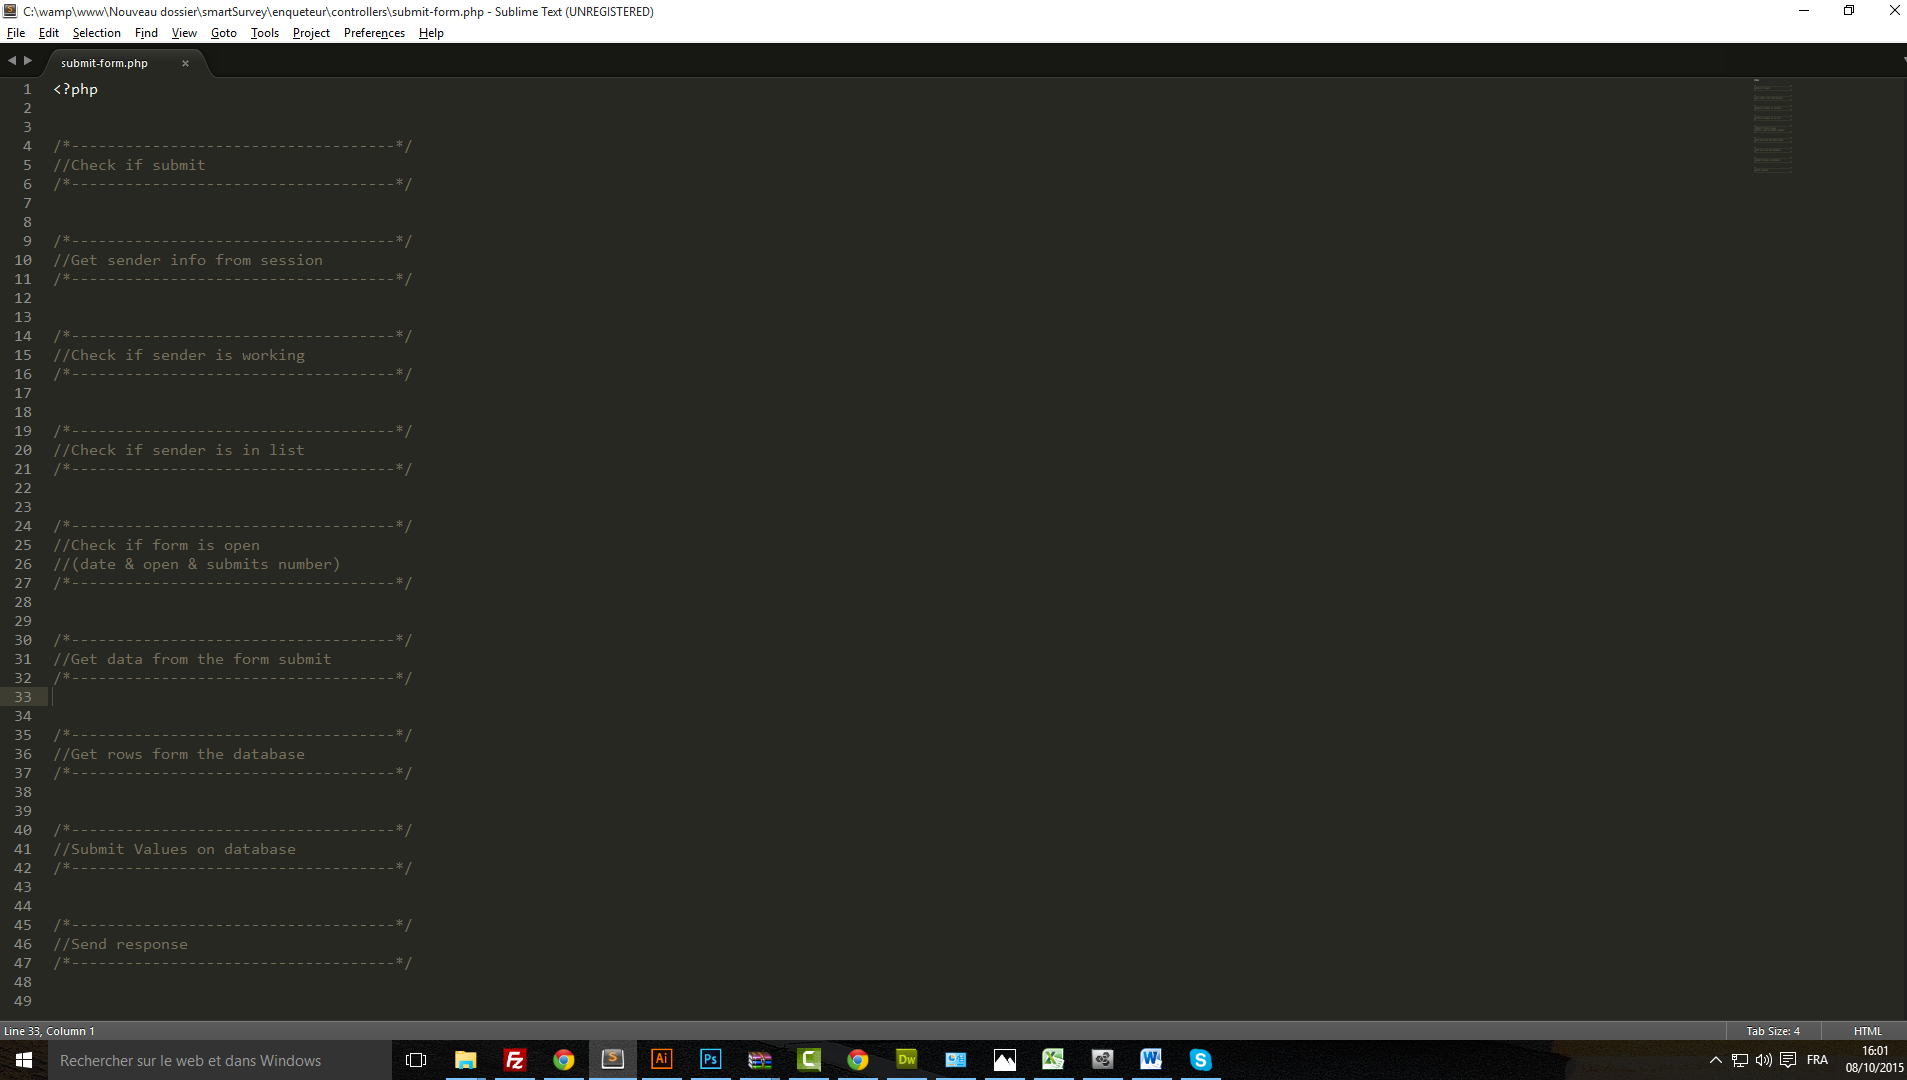 C:\wamp\www\Nouveau dossier\smartSurvey\enqueteur\controllers\submit-form.php - Sublime Text (UNREGISTERED)
File Edit Selection Find View Goto Tools Project Preferences Help
submit-form.php ×
1 <?php
2
3
4 /*------------------------------------*/
5 //Check if submit
6 /*------------------------------------*/
7
8
9 /*------------------------------------*/
10 //Get sender info from session
11 /*------------------------------------*/
12
13
14 /*------------------------------------*/
15 //Check if sender is working
16 /*------------------------------------*/
17
18
19 /*------------------------------------*/
20 //Check if sender is in list
21 /*------------------------------------*/
22
23
24 /*------------------------------------*/
25 //Check if form is open
26 //(date & open & submits number)
27 /*------------------------------------*/
28
29
30 /*------------------------------------*/
31 //Get data from the form submit
32 /*------------------------------------*/
33
34
35 /*------------------------------------*/
36 //Get rows form the database
37 /*------------------------------------*/
38
39
40 /*------------------------------------*/
41 //Submit Values on database
42 /*------------------------------------*/
43
44
45 /*------------------------------------*/
46 //Send response
47 /*------------------------------------*/
48
49
Line 33, Column 1 Tab Size: 4 HTML
Rechercher sur le web et dans Windows
Fz S Ai Ps C Dw W S
FRA
16:01
08/10/2015